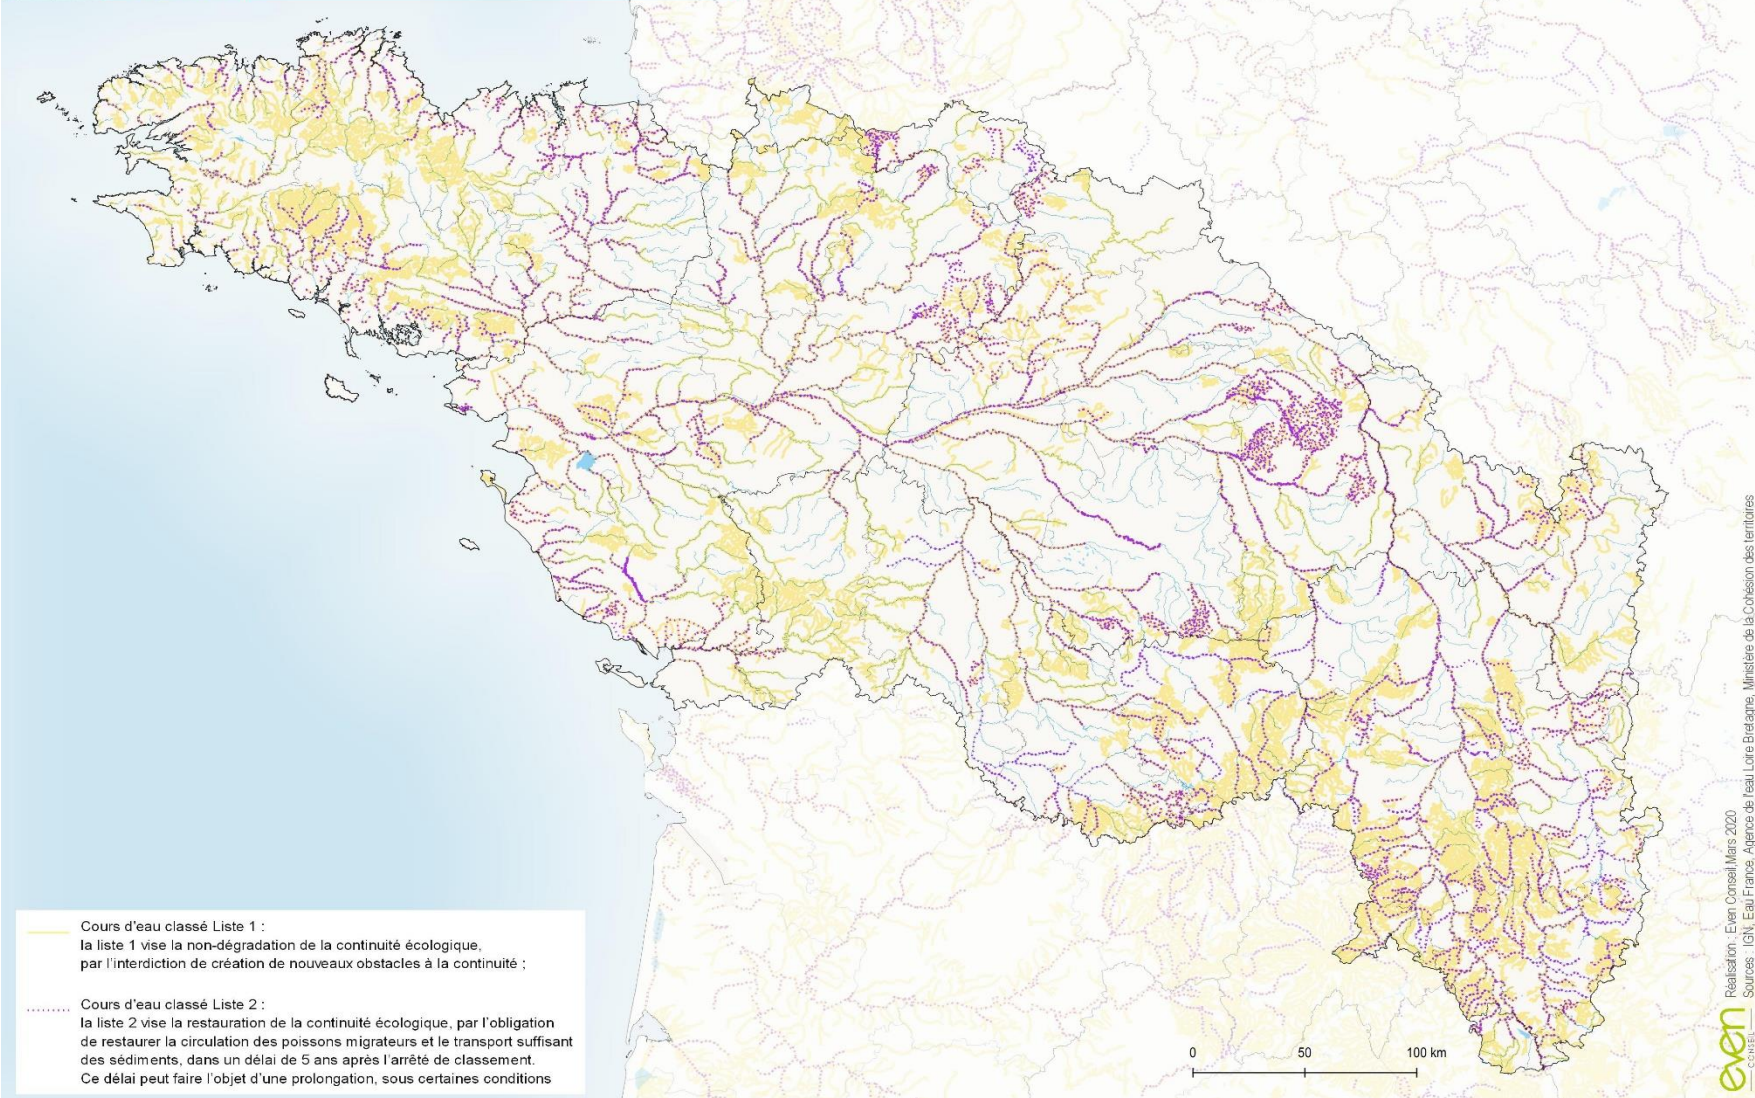 Cours d'eau classé Liste 1 :
la liste 1 vise la non-dégradation de la continuité écologique,
par l'interdiction de création de nouveaux obstacles à la continuité ;
Cours d'eau classé Liste 2 :
la liste 2 vise la restauration de la continuité écologique, par l'obligation
de restaurer la circulation des poissons migrateurs et le transport suffisant
des sédiments, dans un délai de 5 ans après l'arrêté de classement.
Ce délai peut faire l'objet d'une prolongation, sous certaines conditions
0 50 100 km
even
CONSEIL
Réalisation : Even Conseil,Mars 2020
Sources : IGN, Eau France, Agence de l'eau Loire Bretagne, Ministère de la Cohésion des territoires